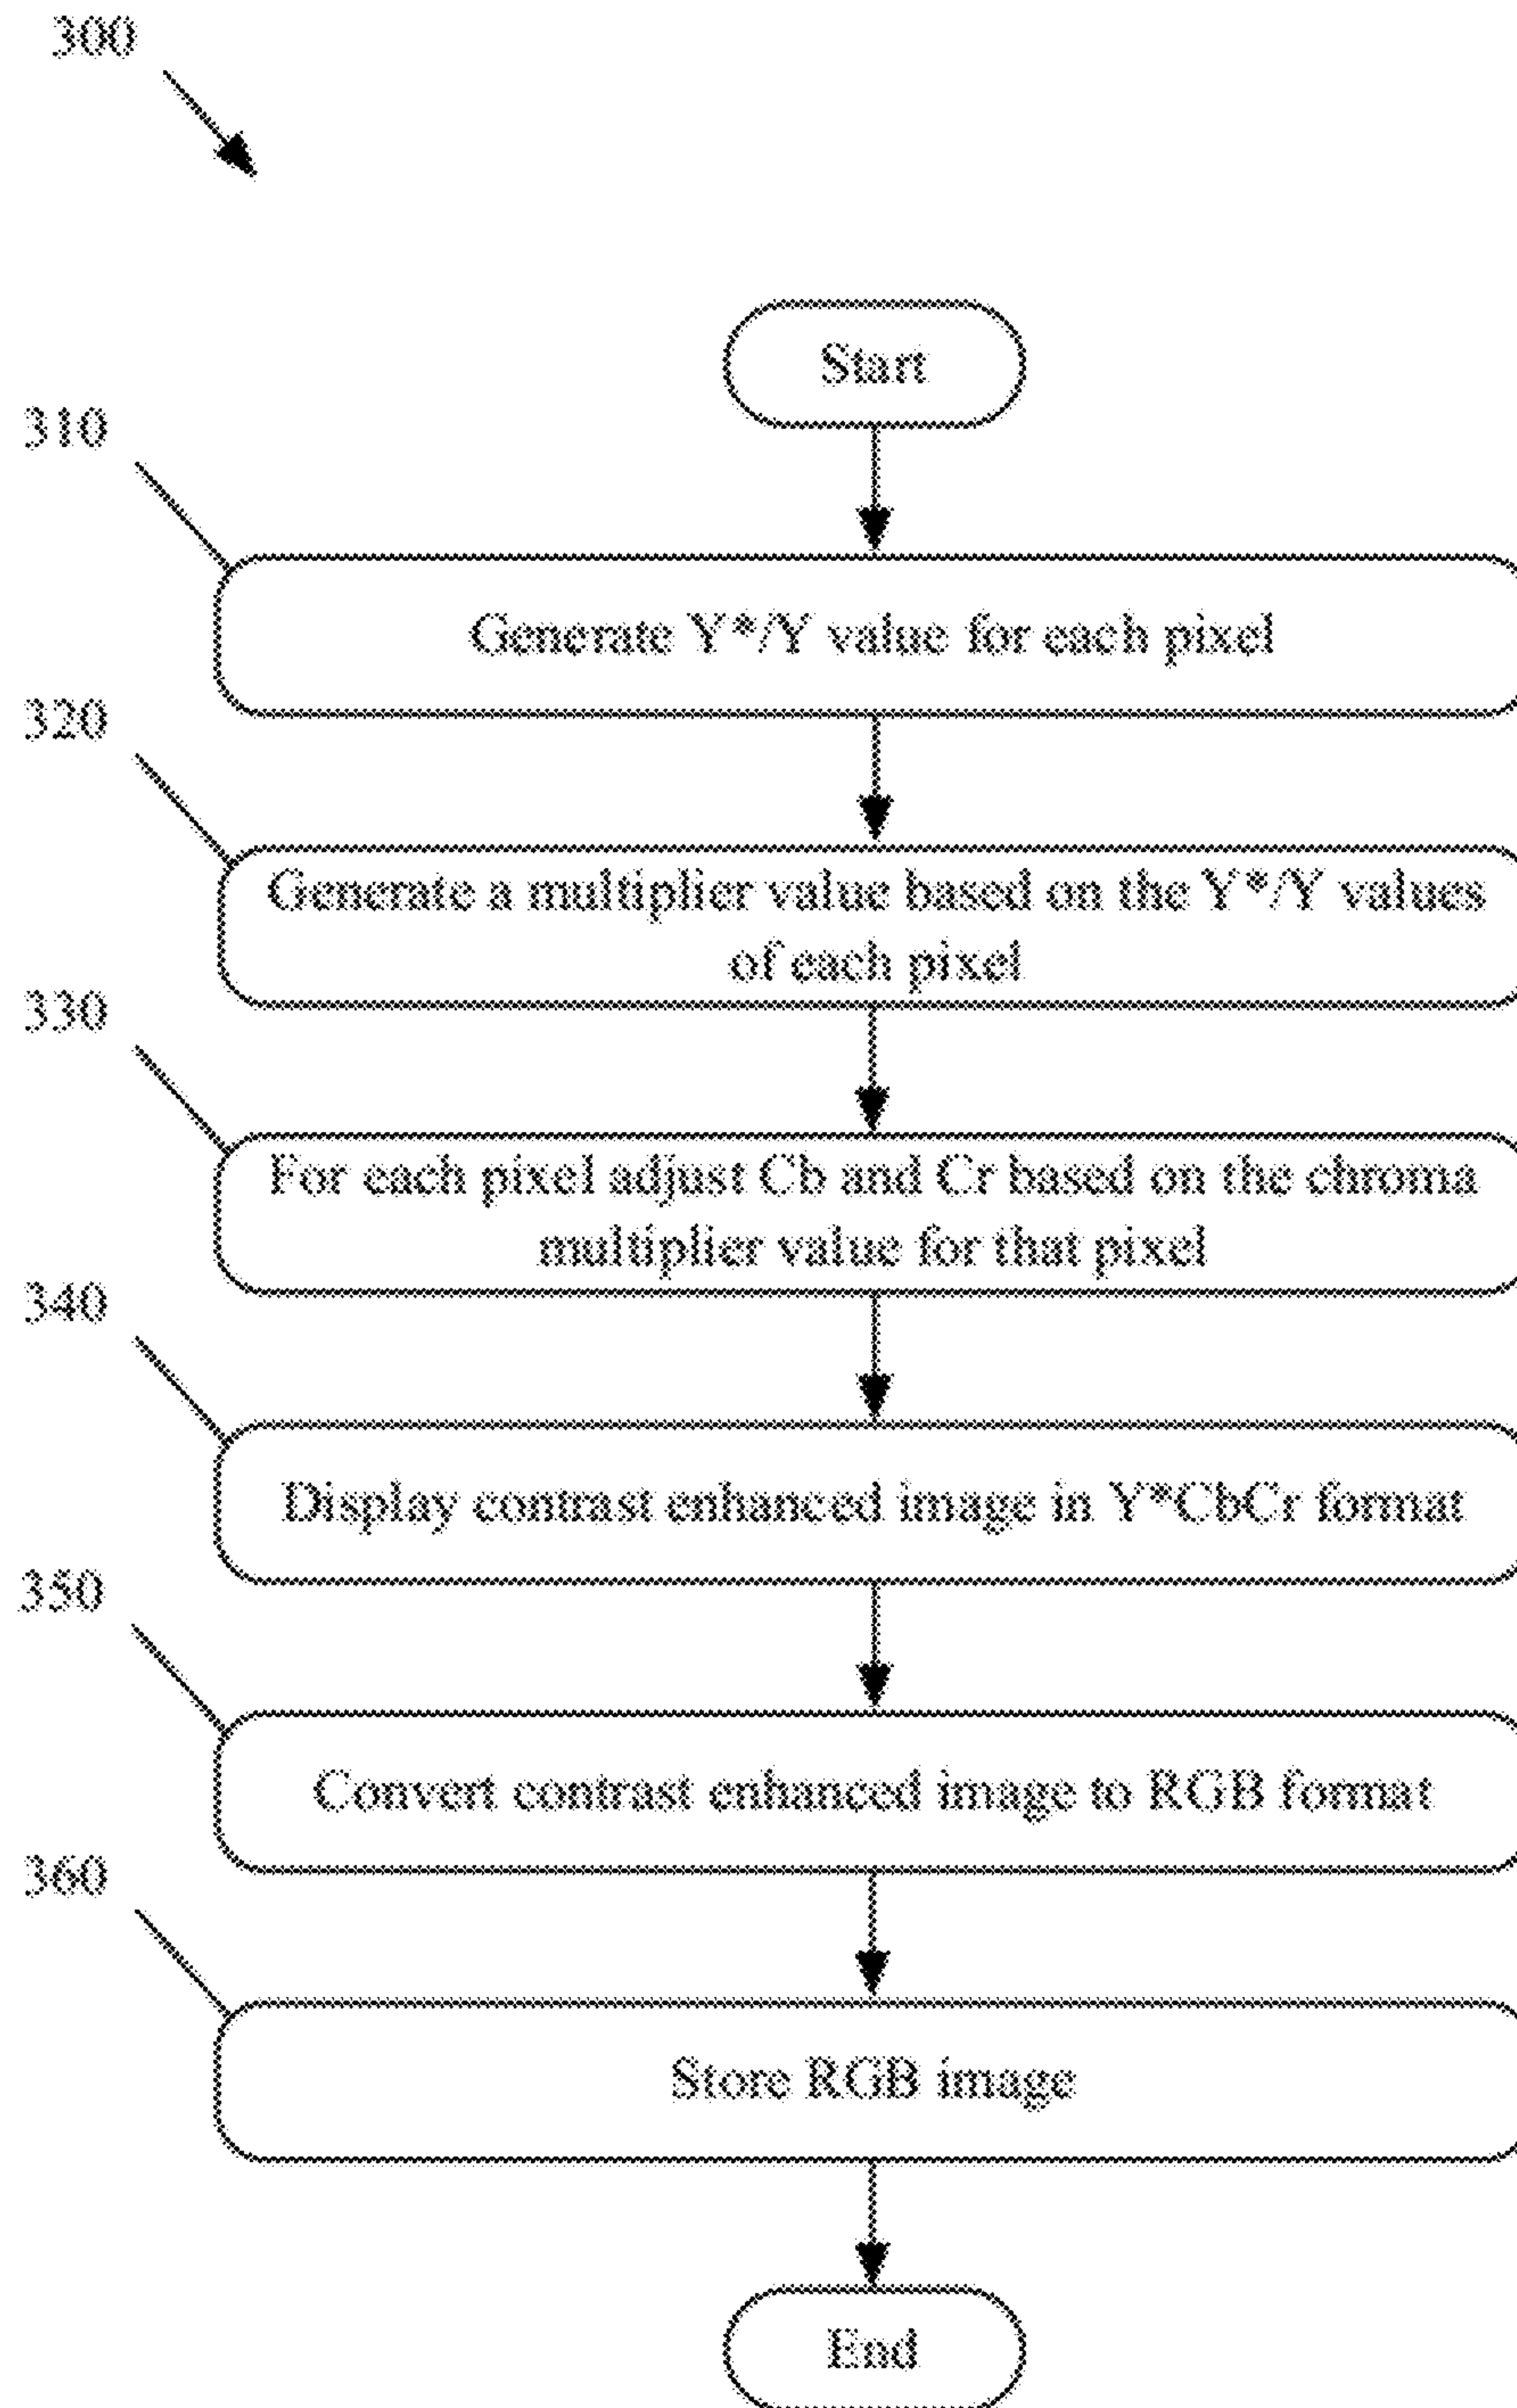 300
Start
310
Generate Y*/Y value for each pixel
320
Generate a multiplier value based on the Y*/Y values
of each pixel
330
For each pixel adjust Cb and Cr based on the chroma
multiplier value for that pixel
340
Display contrast enhanced image in Y*CbCr format
350
Convert contrast enhanced image to RGB format
360
Store RGB image
End